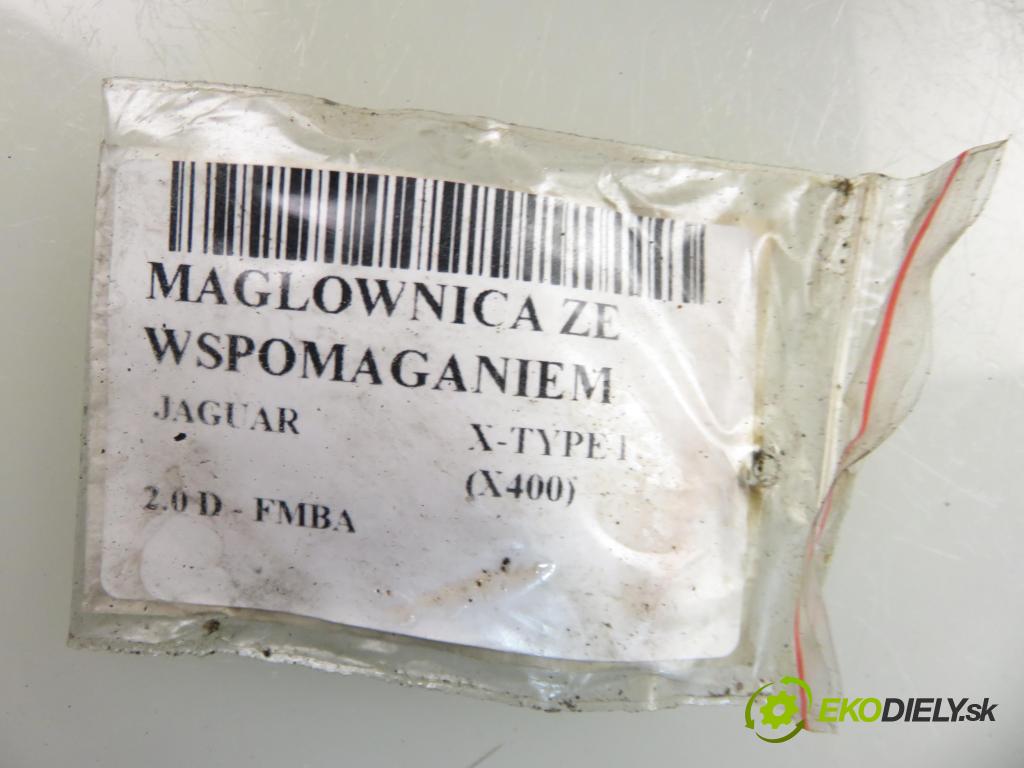 MAGLOWNICA ZE
WSPOMAGANIEM
JAGUAR
X-TYPE I
(X400)
2.0 D - FMBA
EKODIELY.sk